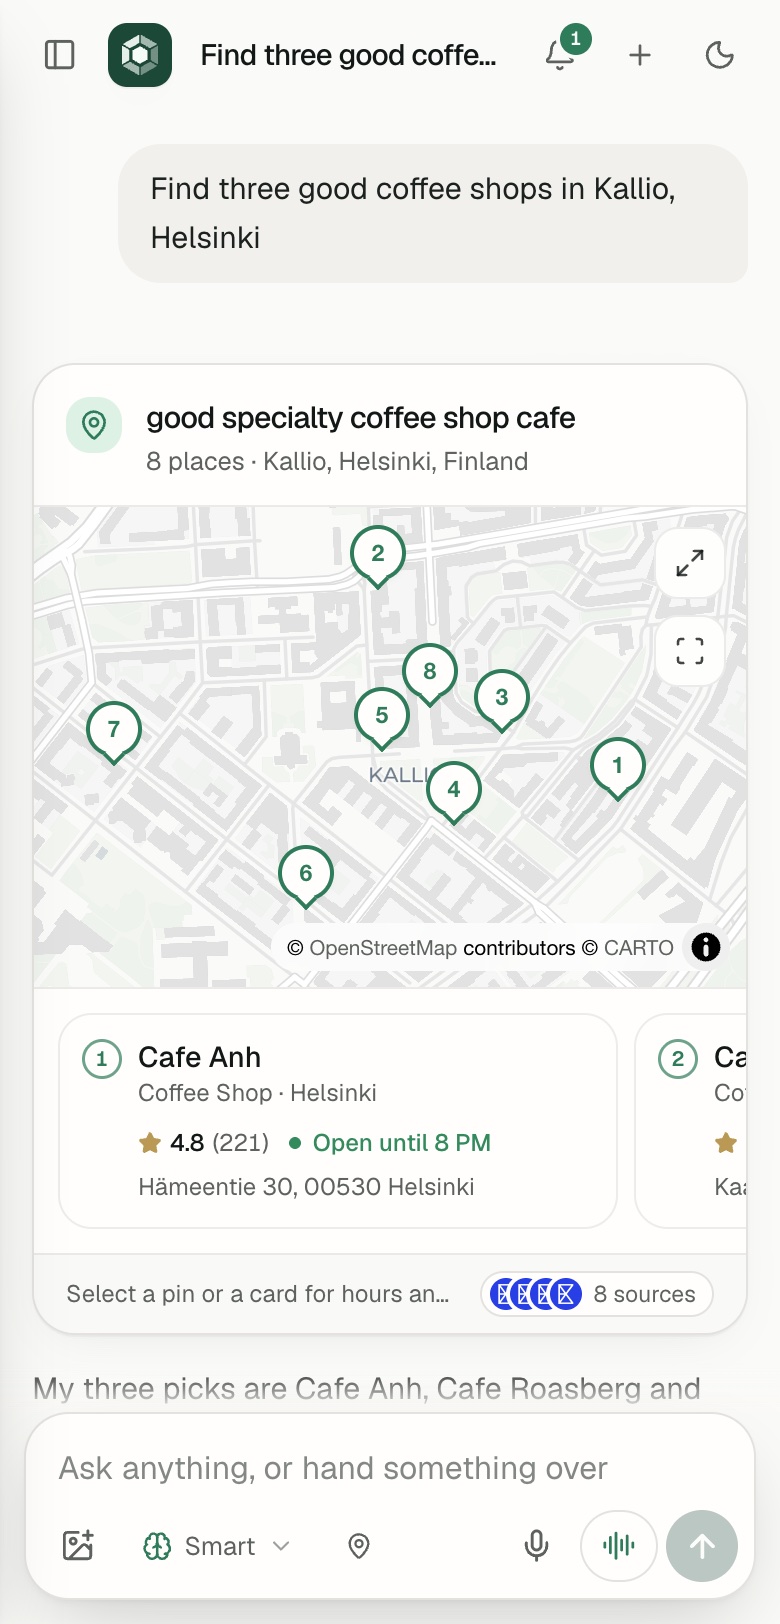 Find three good coffe...
1
Find three good coffee shops in Kallio,
Helsinki
good specialty coffee shop cafe
8 places · Kallio, Helsinki, Finland
2
8
3
5
7
1
KALLI
4
6
© OpenStreetMap contributors © CARTO
1 Cafe Anh
Coffee Shop · Helsinki
4.8 (221) Open until 8 PM
Hämeentie 30, 00530 Helsinki
2 Ca
Co
Kaa
Select a pin or a card for hours an...
8 sources
My three picks are Cafe Anh, Cafe Roasberg and
Ask anything, or hand something over
Smart